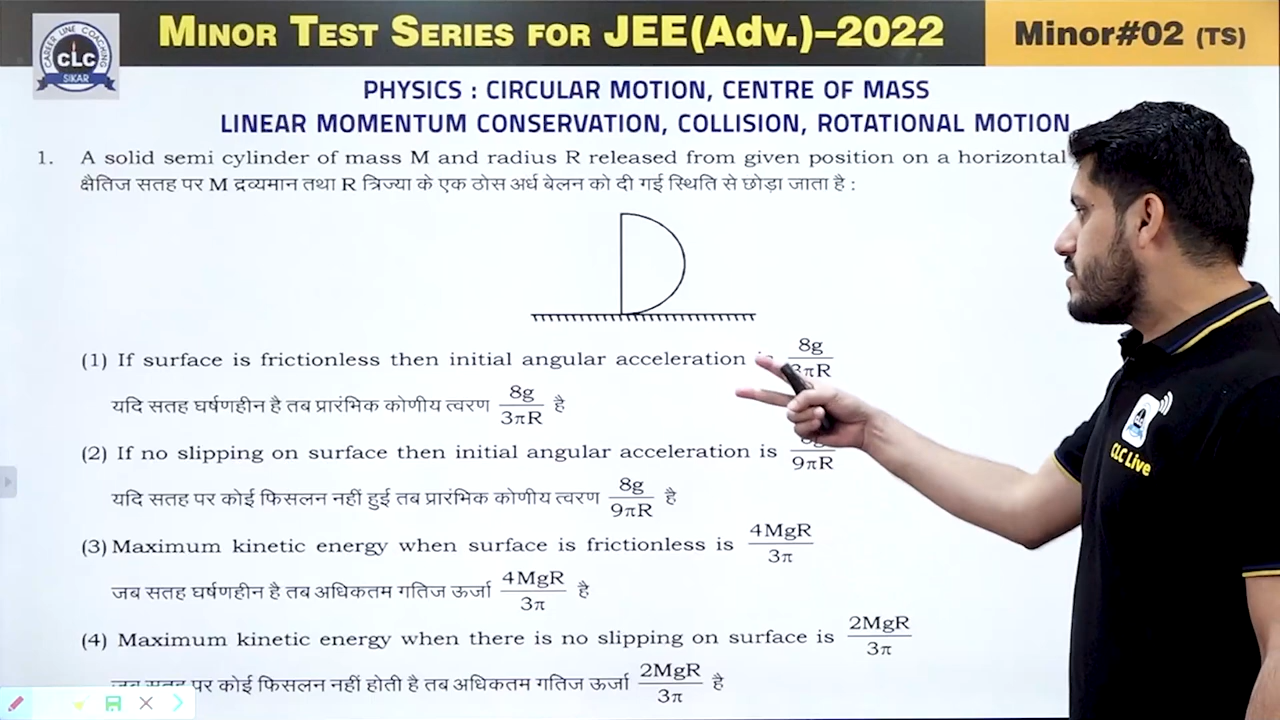 MINOR TEST SERIES FOR JEE(Adv.)–2022
Minor#02 (TS)
CAREER LINE COACHING
CLC
SIKAR
PHYSICS : CIRCULAR MOTION, CENTRE OF MASS
LINEAR MOMENTUM CONSERVATION, COLLISION, ROTATIONAL MOTION
1. A solid semi cylinder of mass M and radius R released from given position on a horizontal
क्षैतिज सतह पर M द्रव्यमान तथा R त्रिज्या के एक ठोस अर्ध बेलन को दी गई स्थिति से छोड़ा जाता है :
(1) If surface is frictionless then initial angular acceleration 8g/3πR
यदि सतह घर्षणहीन है तब प्रारंभिक कोणीय त्वरण 8g/3πR है
(2) If no slipping on surface then initial angular acceleration is 8g/9πR
यदि सतह पर कोई फिसलन नहीं हुई तब प्रारंभिक कोणीय त्वरण 8g/9πR है
(3) Maximum kinetic energy when surface is frictionless is 4MgR/3π
जब सतह घर्षणहीन है तब अधिकतम गतिज ऊर्जा 4MgR/3π है
(4) Maximum kinetic energy when there is no slipping on surface is 2MgR/3π
जब सतह पर कोई फिसलन नहीं होती है तब अधिकतम गतिज ऊर्जा 2MgR/3π है
CLC Live